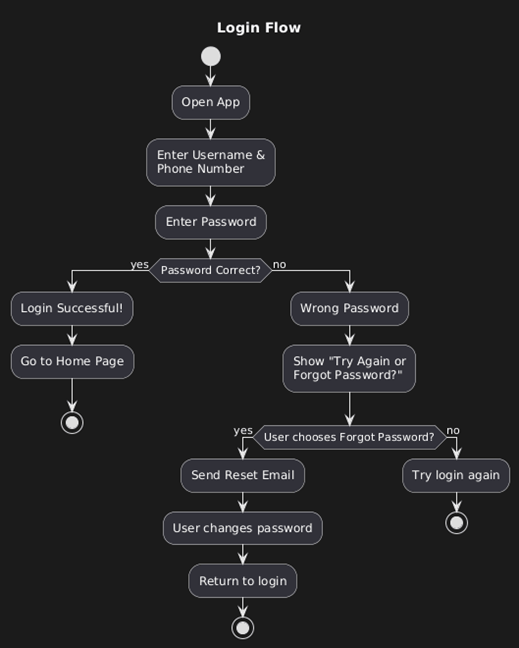 Login Flow
Open App
Enter Username &
Phone Number
Enter Password
yes
Password Correct?
no
Login Successful!
Wrong Password
Go to Home Page
Show "Try Again or
Forgot Password?"
yes
User chooses Forgot Password?
no
Send Reset Email
Try login again
User changes password
Return to login